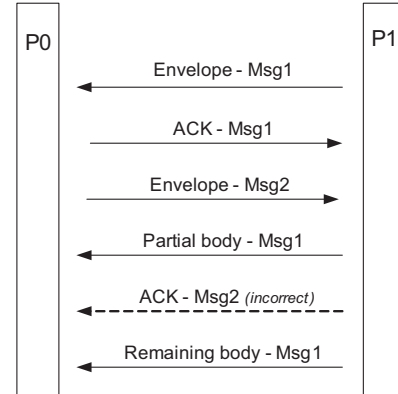 P0
P1
Envelope - Msg1
ACK - Msg1
Envelope - Msg2
Partial body - Msg1
ACK - Msg2 (incorrect)
Remaining body - Msg1